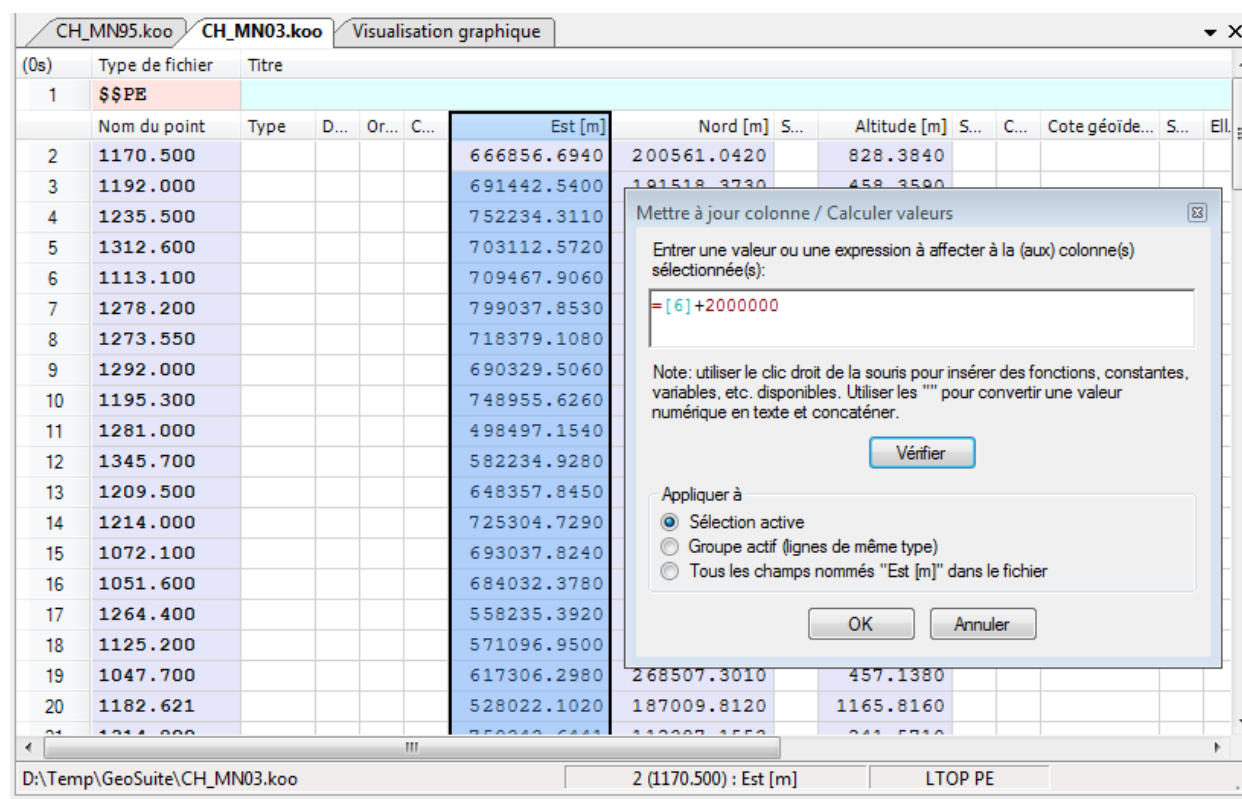 CH_MN95.koo CH_MN03.koo Visualisation graphique
(0s) Type de fichier Titre
1 $$PE
Nom du point Type D... Or... C... Est [m] Nord [m] S... Altitude [m] S... C... Cote géoïde... S... Ell.
2 1170.500 666856.6940 200561.0420 828.3840
3 1192.000 691442.5400 191518.3730 458.3590
4 1235.500 752234.3110
5 1312.600 703112.5720
6 1113.100 709467.9060
7 1278.200 799037.8530
8 1273.550 718379.1080
9 1292.000 690329.5060
10 1195.300 748955.6260
11 1281.000 498497.1540
12 1345.700 582234.9280
13 1209.500 648357.8450
14 1214.000 725304.7290
15 1072.100 693037.8240
16 1051.600 684032.3780
17 1264.400 558235.3920
18 1125.200 571096.9500
19 1047.700 617306.2980 268507.3010 457.1380
20 1182.621 528022.1020 187009.8120 1165.8160
Mettre à jour colonne / Calculer valeurs
Entrer une valeur ou une expression à affecter à la (aux) colonne(s)
sélectionnée(s):
=[6]+2000000
Note: utiliser le clic droit de la souris pour insérer des fonctions, constantes,
variables, etc. disponibles. Utiliser les "" pour convertir une valeur
numérique en texte et concaténer.
Vérifier
Appliquer à
Sélection active
Groupe actif (lignes de même type)
Tous les champs nommés "Est [m]" dans le fichier
OK Annuler
D:\Temp\GeoSuite\CH_MN03.koo 2 (1170.500) : Est [m] LTOP PE